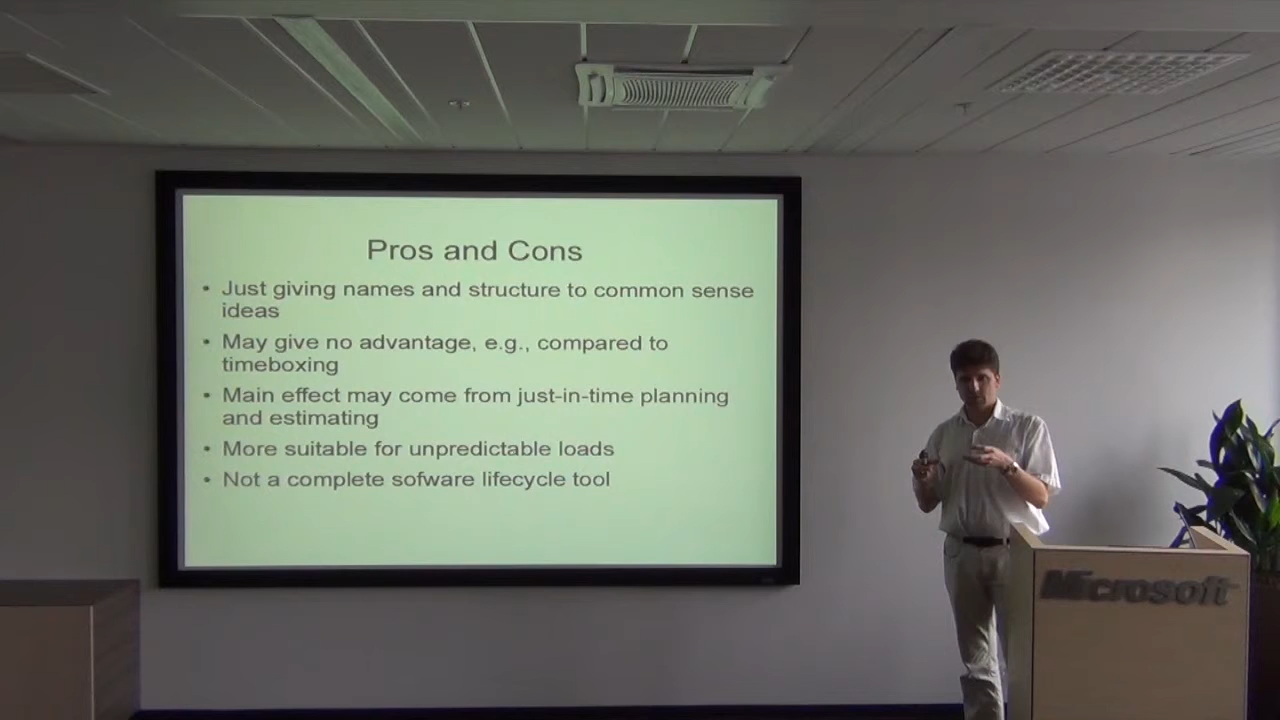 Pros and Cons
• Just giving names and structure to common sense
ideas
• May give no advantage, e.g., compared to
timeboxing
• Main effect may come from just-in-time planning
and estimating
• More suitable for unpredictable loads
• Not a complete sofware lifecycle tool
Microsoft